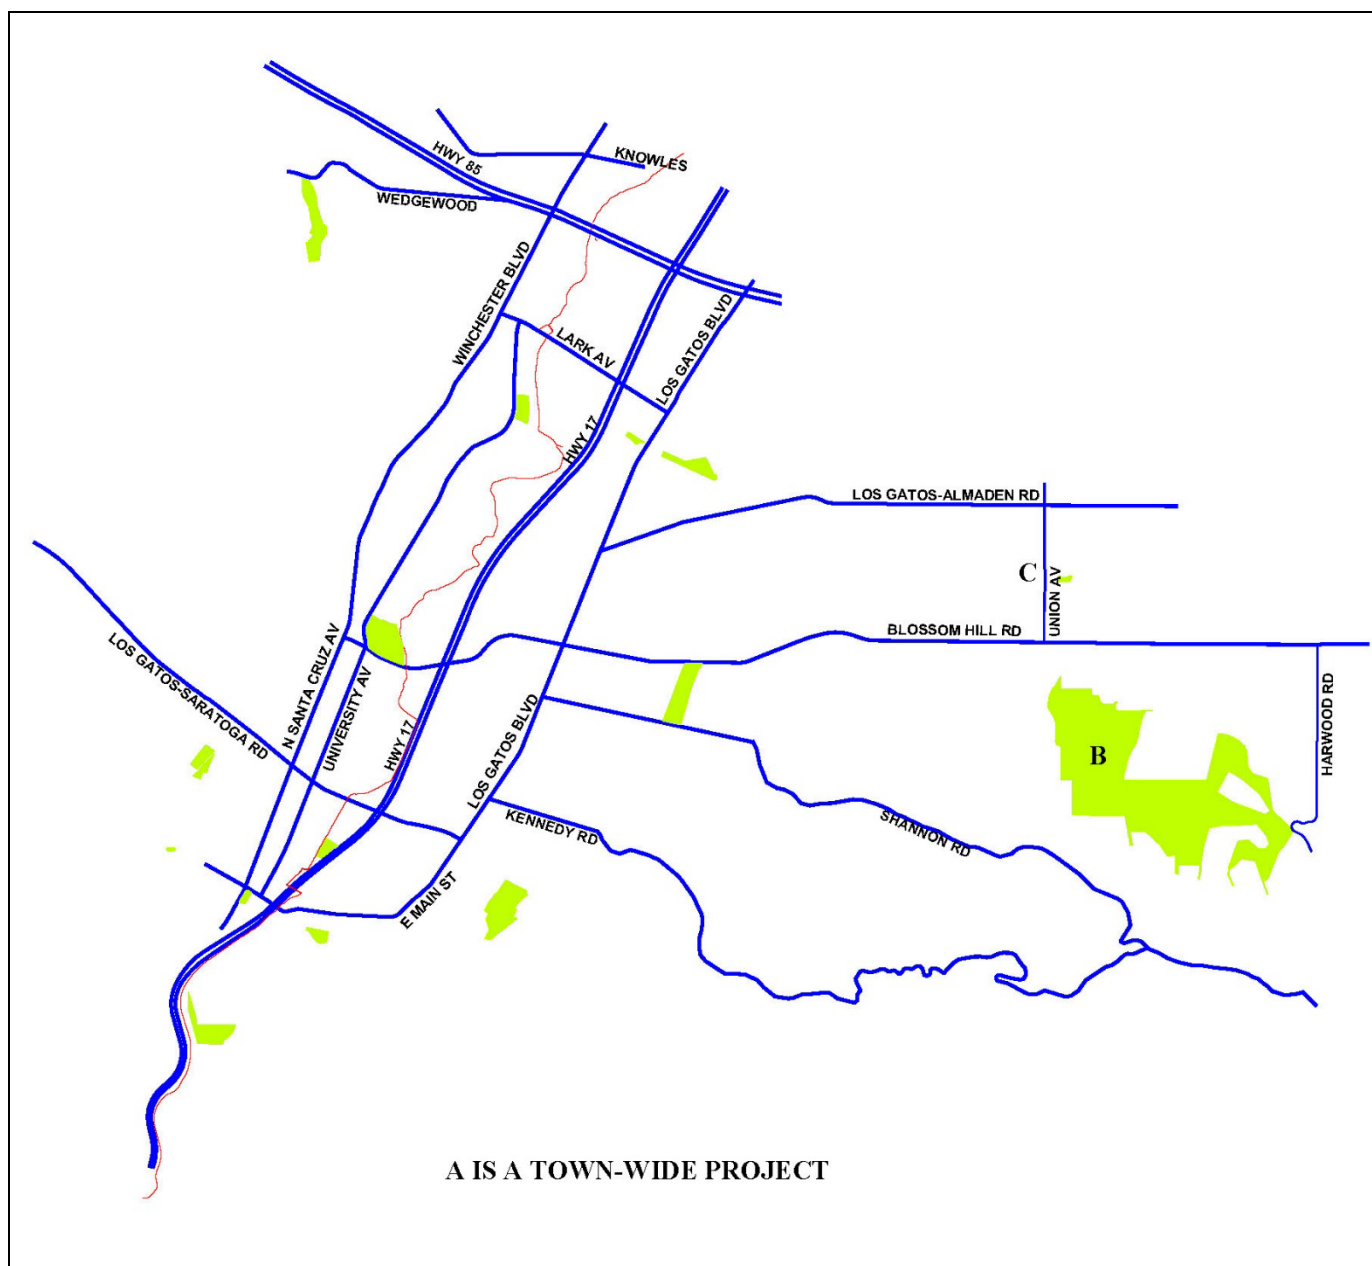 KNOWLES
HWY 85
WEDGEWOOD
WINCHESTER BLVD
LARK AV
LOS GATOS BLVD
HWY 17
LOS GATOS-ALMADEN RD
C
UNION AV
BLOSSOM HILL RD
LOS GATOS-SARATOGA RD
N SANTA CRUZ AV
UNIVERSITY AV
HWY 17
LOS GATOS BLVD
B
HARWOOD RD
KENNEDY RD
SHANNON RD
E MAIN ST
A IS A TOWN-WIDE PROJECT